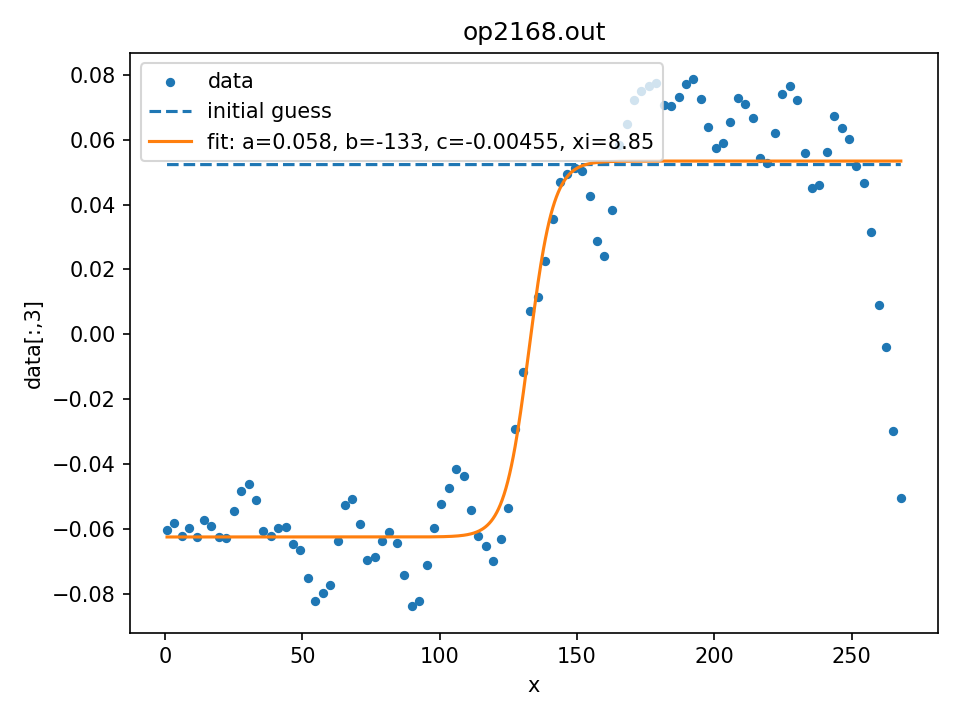 op2168.out
data
initial guess
fit: a=0.058, b=-133, c=-0.00455, xi=8.85
0.08
0.06
0.04
0.02
0.00
−0.02
−0.04
−0.06
−0.08
data[:,3]
0
50
100
150
200
250
x